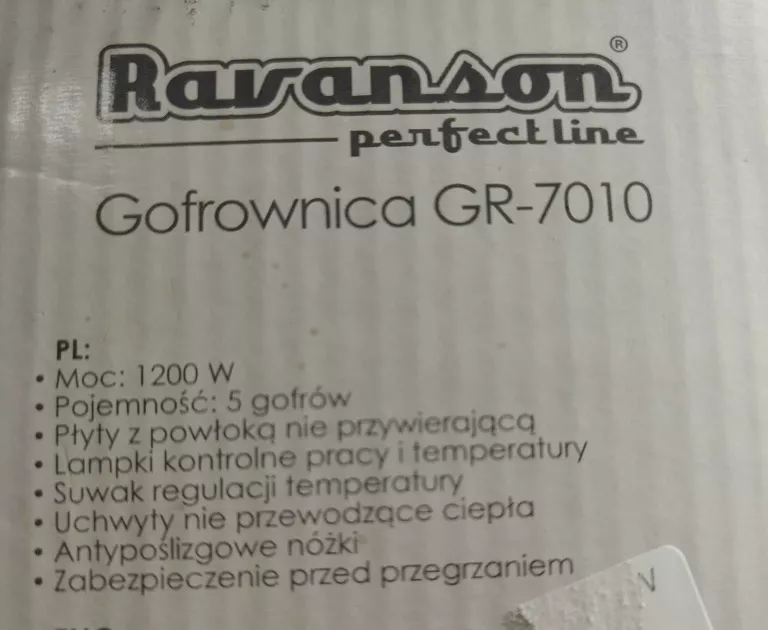 Ravanson®
perfect line
Gofrownica GR-7010
PL:
• Moc: 1200 W
• Pojemność: 5 gofrów
• Płyty z powłoką nie przywierającą
• Lampki kontrolne pracy i temperatury
• Suwak regulacji temperatury
• Uchwyty nie przewodzące ciepła
• Antypoślizgowe nóżki
• Zabezpieczenie przed przegrzaniem